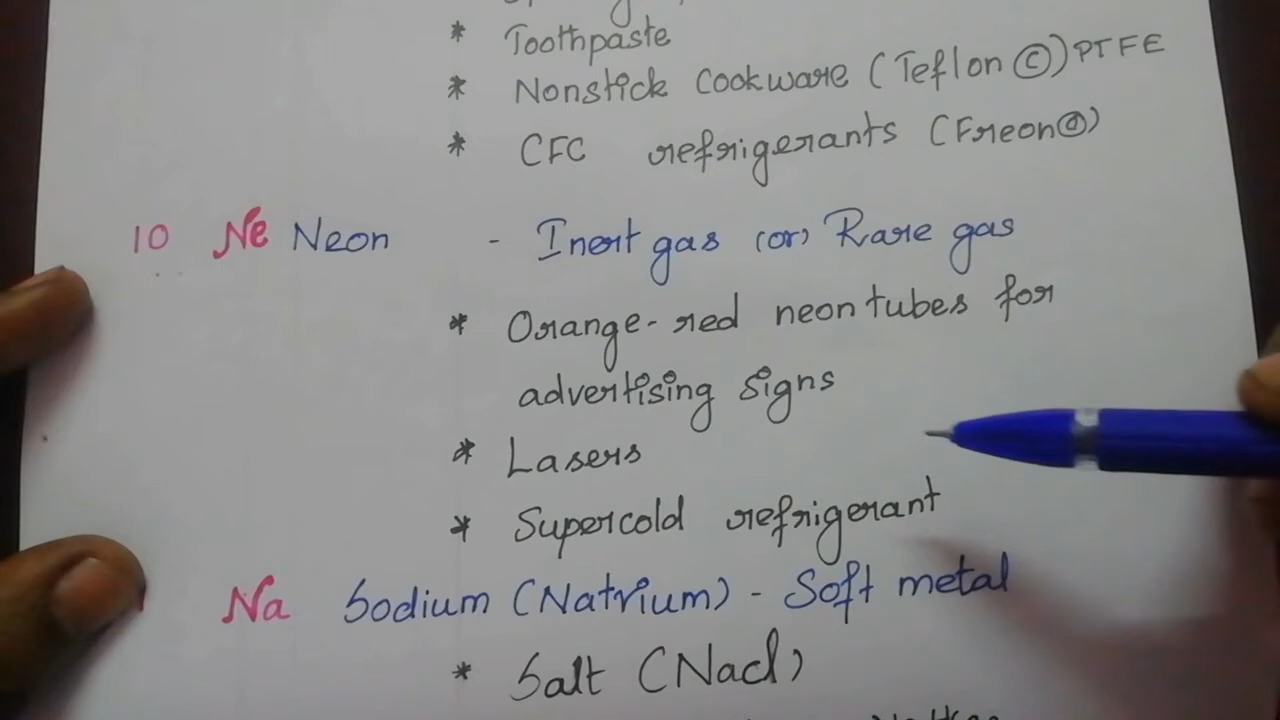 * Toothpaste
* Nonstick Cookware (Teflon ©) PTFE
* CFC refrigerants (Freon®)
10 Ne Neon - Inert gas (or) Rare gas
* Orange-red neon tubes for
advertising signs
* Lasers
* Supercold refrigerant
Na Sodium (Natrium) - Soft metal
* Salt (Nacl)